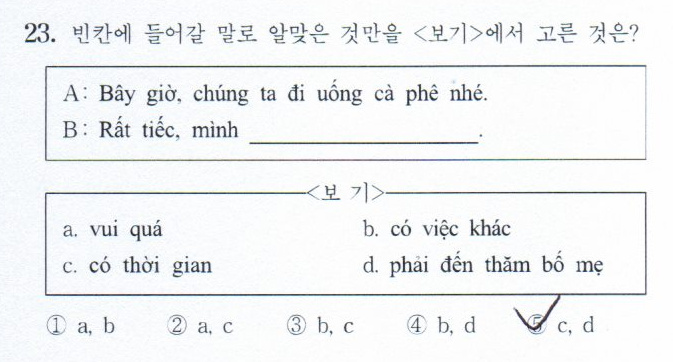 23. 빈칸에 들어갈 말로 알맞은 것만을 <보기>에서 고른 것은?
A: Bây giờ, chúng ta đi uống cà phê nhé.
B: Rất tiếc, mình ____________________.
<보 기>
a. vui quá b. có việc khác
c. có thời gian d. phải đến thăm bố mẹ
① a, b ② a, c ③ b, c ④ b, d ⑤ c, d